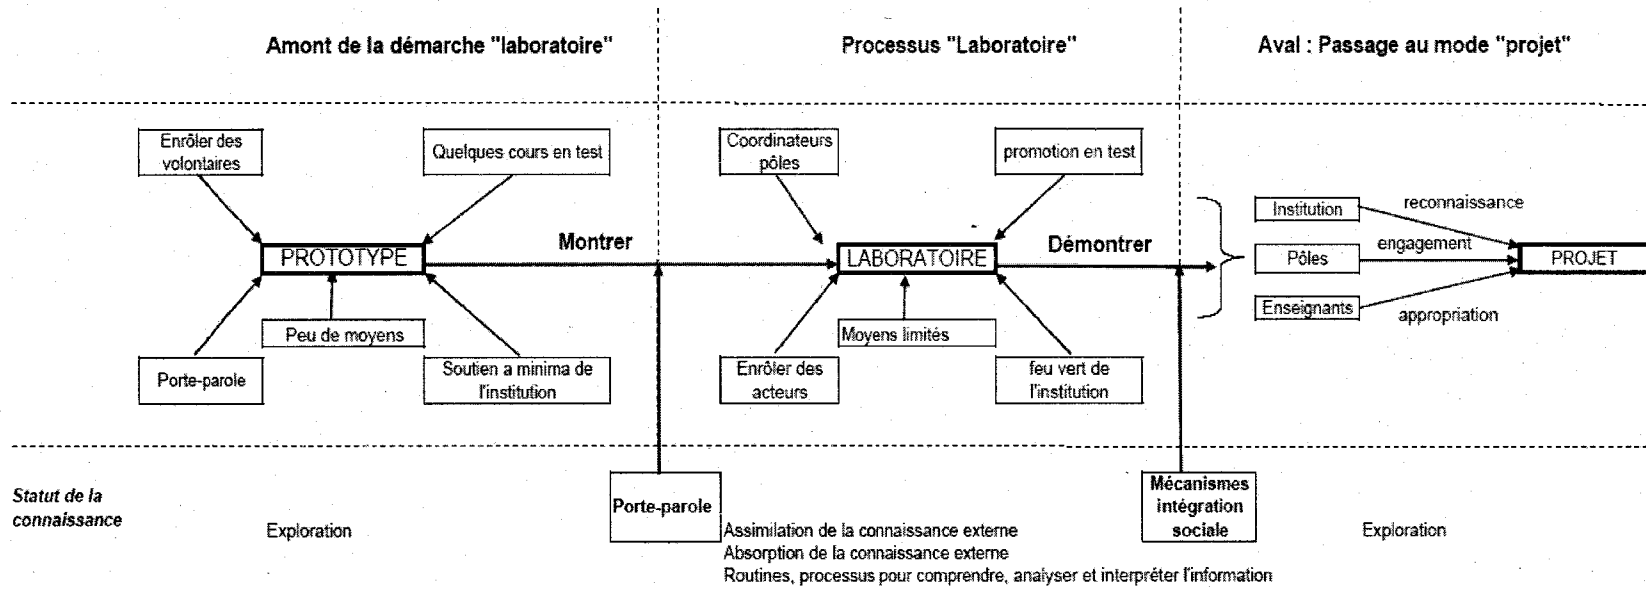 Amont de la démarche "laboratoire"
Processus "Laboratoire"
Aval : Passage au mode "projet"
Enrôler des
volontaires
Quelques cours en test
Coordinateurs
pôles
promotion en test
Institution
reconnaissance
Montrer
Démontrer
engagement
PROTOTYPE
LABORATOIRE
Pôles
PROJET
Enseignants
appropriation
Peu de moyens
Moyens limités
Porte-parole
Soutien a minima de
l'institution
Enrôler des
acteurs
feu vert de
l'institution
Statut de la
connaissance
Exploration
Porte-parole
Assimilation de la connaissance externe
Absorption de la connaissance externe
Routines, processus pour comprendre, analyser et interpréter l'information
Mécanismes
intégration
sociale
Exploration